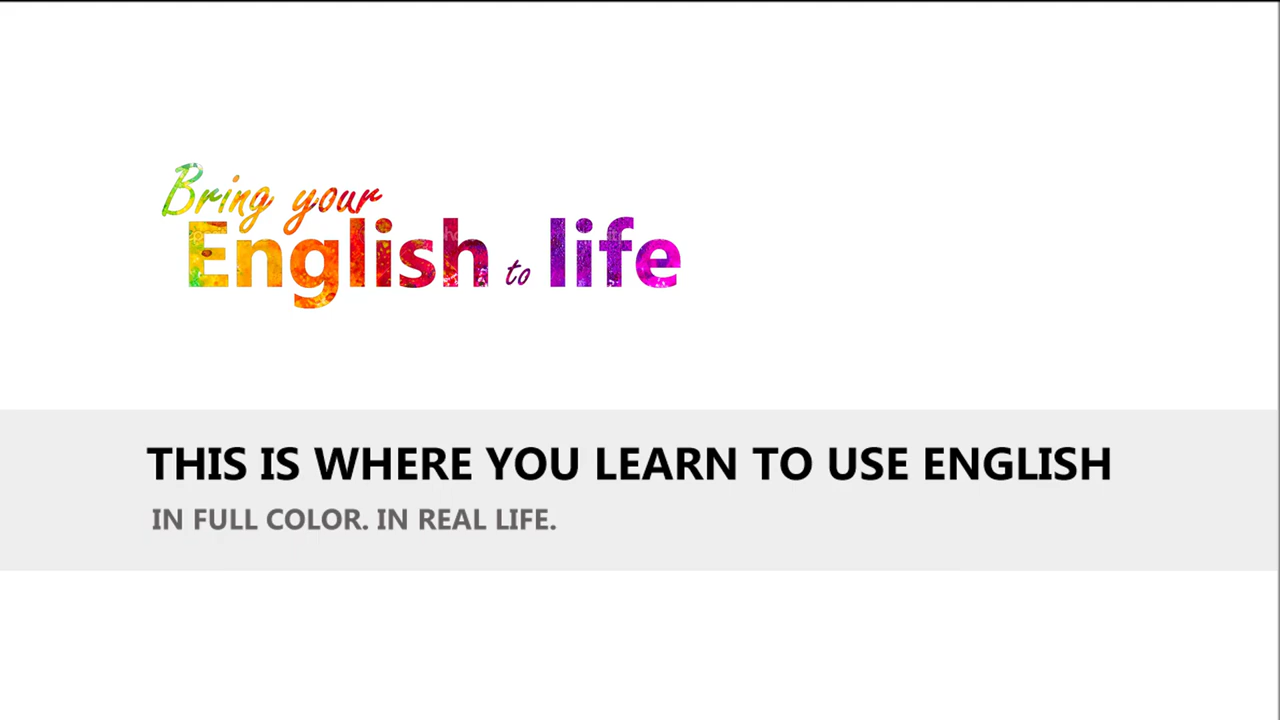 Bring your
English to life
THIS IS WHERE YOU LEARN TO USE ENGLISH
IN FULL COLOR. IN REAL LIFE.